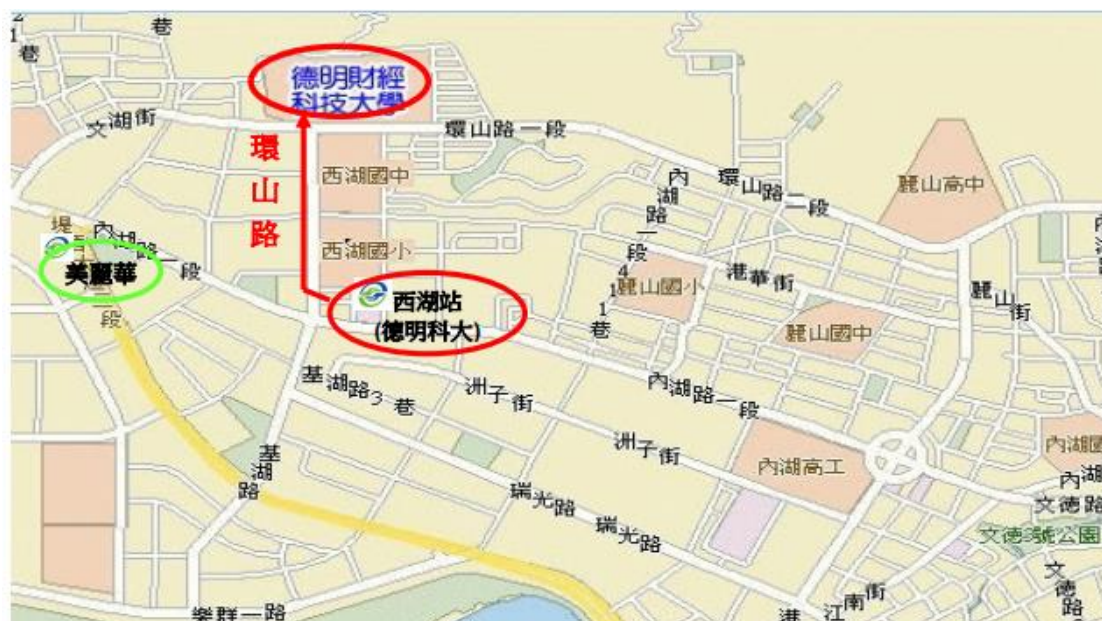 21巷
巷
德明財經
科技大學
文湖街
環山路一段
環山路
西湖國中
西湖國小
內湖路一段411巷
環山路二段
麗山高中
堤
內湖路一段
美麗華
二段
西湖站
(德明科大)
麗山國小
港華街
麗山街
麗山國中
基湖路3巷
洲子街
內湖路一段
洲子街
基湖路
瑞光路
瑞光路
內湖高工
內湖
文德路
文德3號公園
文德路
江南街
港
樂群一路